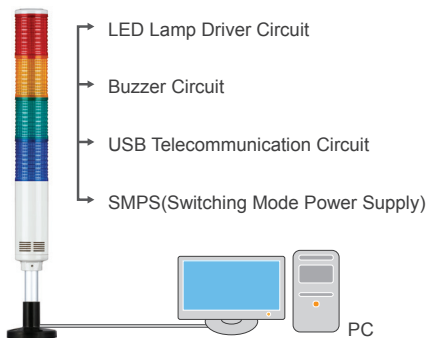 LED Lamp Driver Circuit
Buzzer Circuit
USB Telecommunication Circuit
SMPS(Switching Mode Power Supply)
PC